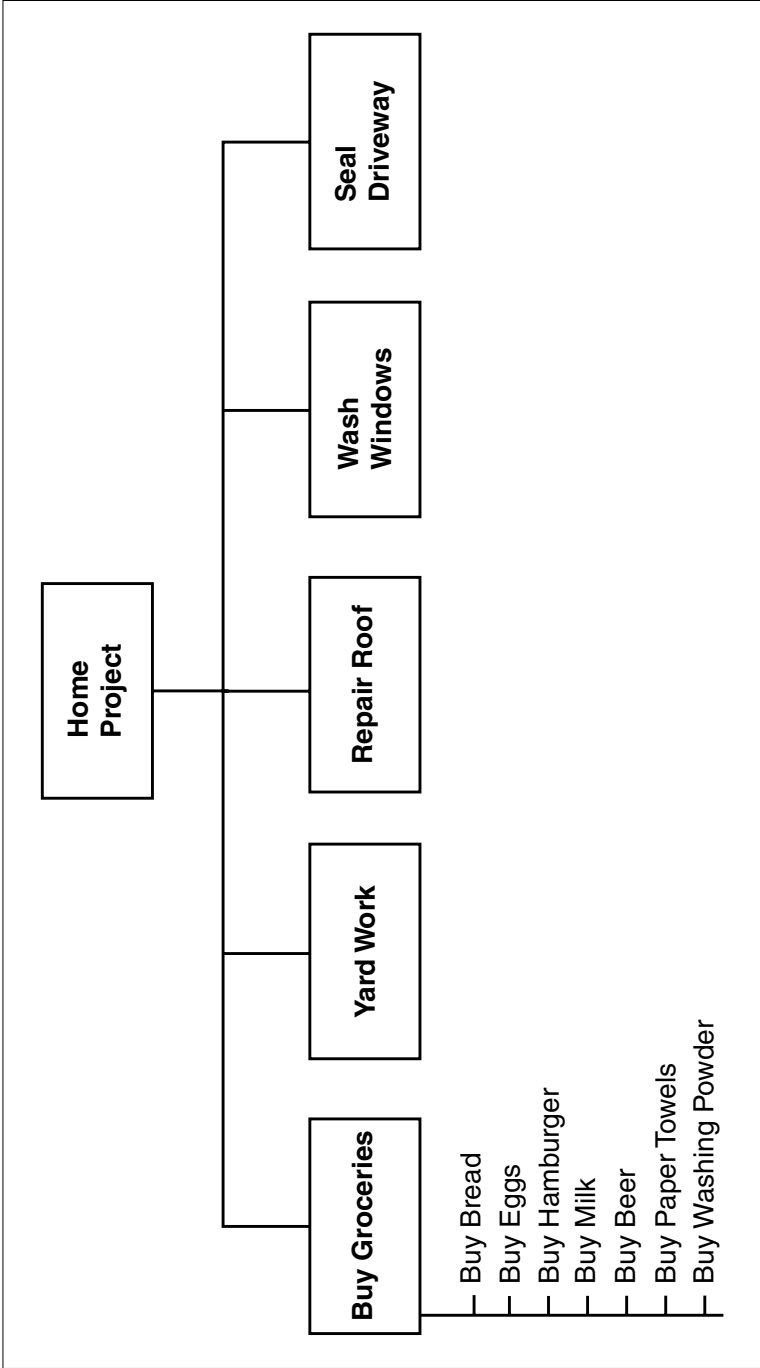 Home
Project
Buy Groceries
Yard Work
Repair Roof
Wash
Windows
Seal
Driveway
Buy Bread
Buy Eggs
Buy Hamburger
Buy Milk
Buy Beer
Buy Paper Towels
Buy Washing Powder